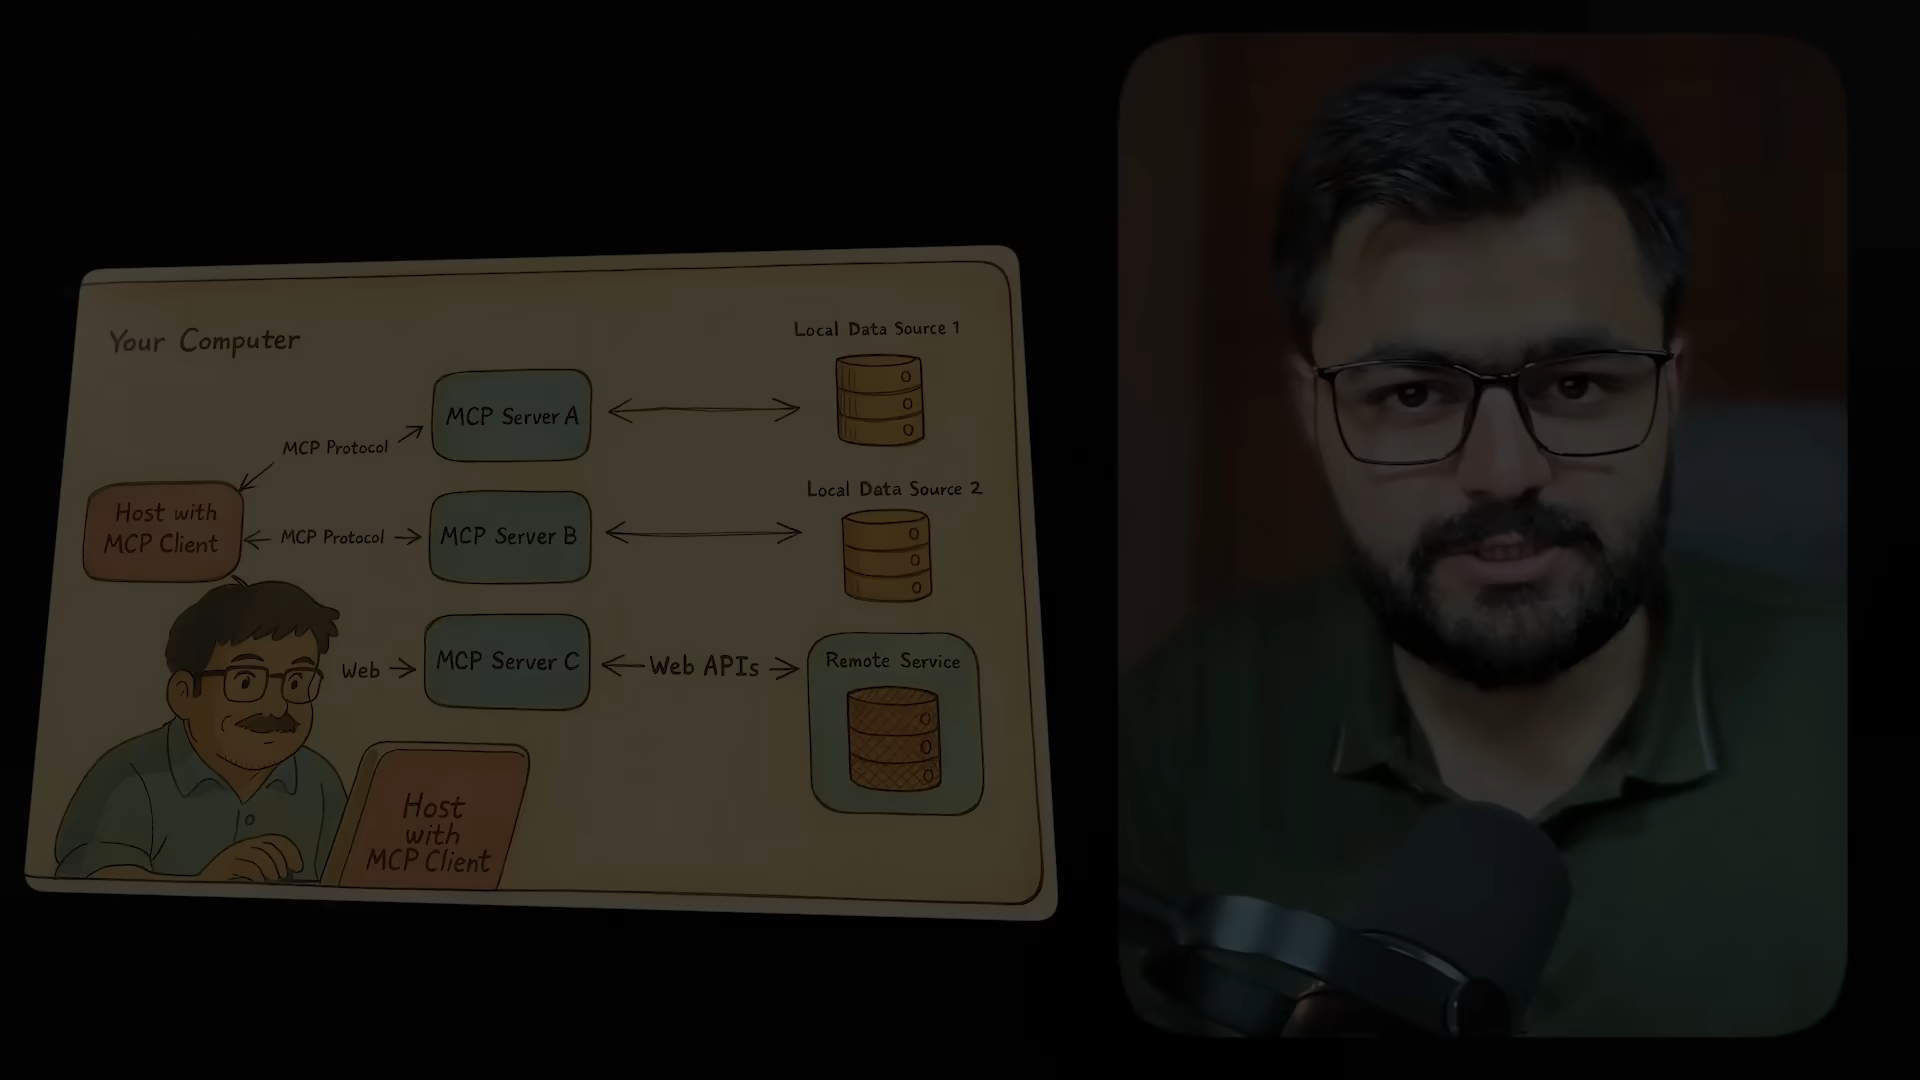 Your Computer
Local Data Source 1
MCP Server A
MCP Protocol
Local Data Source 2
Host with
MCP Client
MCP Protocol
MCP Server B
Web
MCP Server C
Web APIs
Remote Service
Host
with
MCP Client